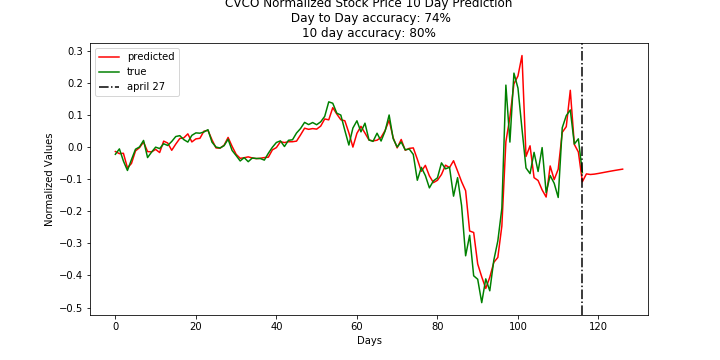 CVCO Normalized Stock Price 10 Day Prediction
Day to Day accuracy: 74%
10 day accuracy: 80%
predicted
true
april 27
Normalized Values
0.3
0.2
0.1
0.0
−0.1
−0.2
−0.3
−0.4
−0.5
0
20
40
60
80
100
120
Days